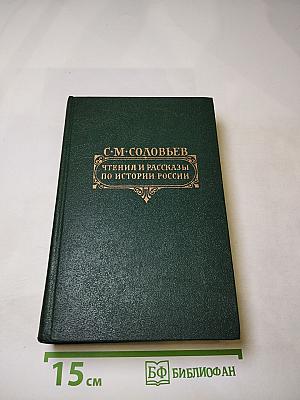 С·М·СОЛОВЬЕВ
ЧТЕНИЯ И РАССКАЗЫ
ПО ИСТОРИИ РОССИИ
15 см
БФ БИБЛИОФАН